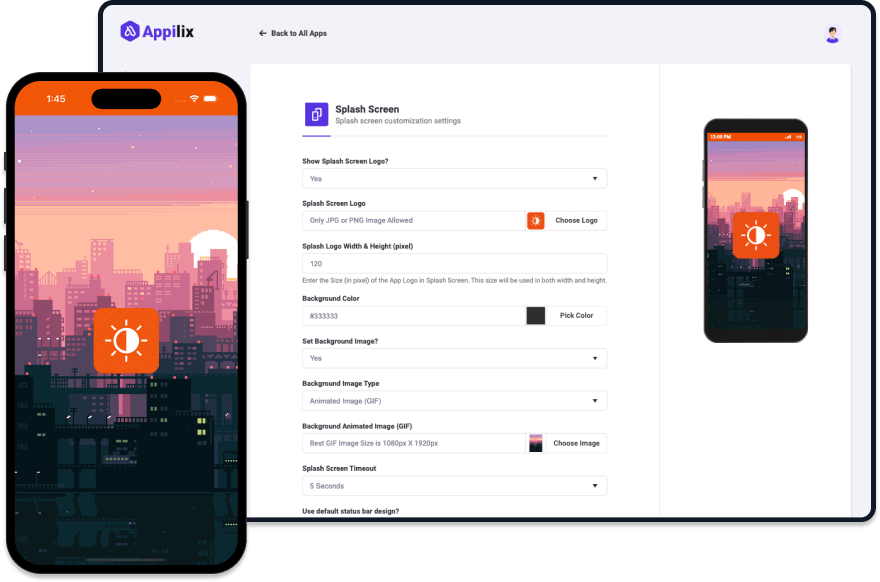 Appilix
Back to All Apps
1:45
Splash Screen
Splash screen customization settings
Show Splash Screen Logo?
Yes
Splash Screen Logo
Only JPG or PNG Image Allowed
Choose Logo
Splash Logo Width & Height (pixel)
120
Enter the Size (in pixel) of the App Logo in Splash Screen. This size will be used in both width and height.
Background Color
#333333
Pick Color
Set Background Image?
Yes
Background Image Type
Animated Image (GIF)
Background Animated Image (GIF)
Best GIF Image Size is 1080px X 1920px
Choose Image
Splash Screen Timeout
5 Seconds
Use default status bar design?
12:00 PM